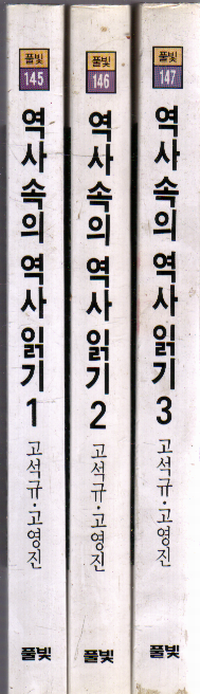 풀빛
145
역사 속의 역사 읽기 1
고석규·고영진
풀빛
풀빛
146
역사 속의 역사 읽기 2
고석규·고영진
풀빛
풀빛
147
역사 속의 역사 읽기 3
고석규·고영진
풀빛